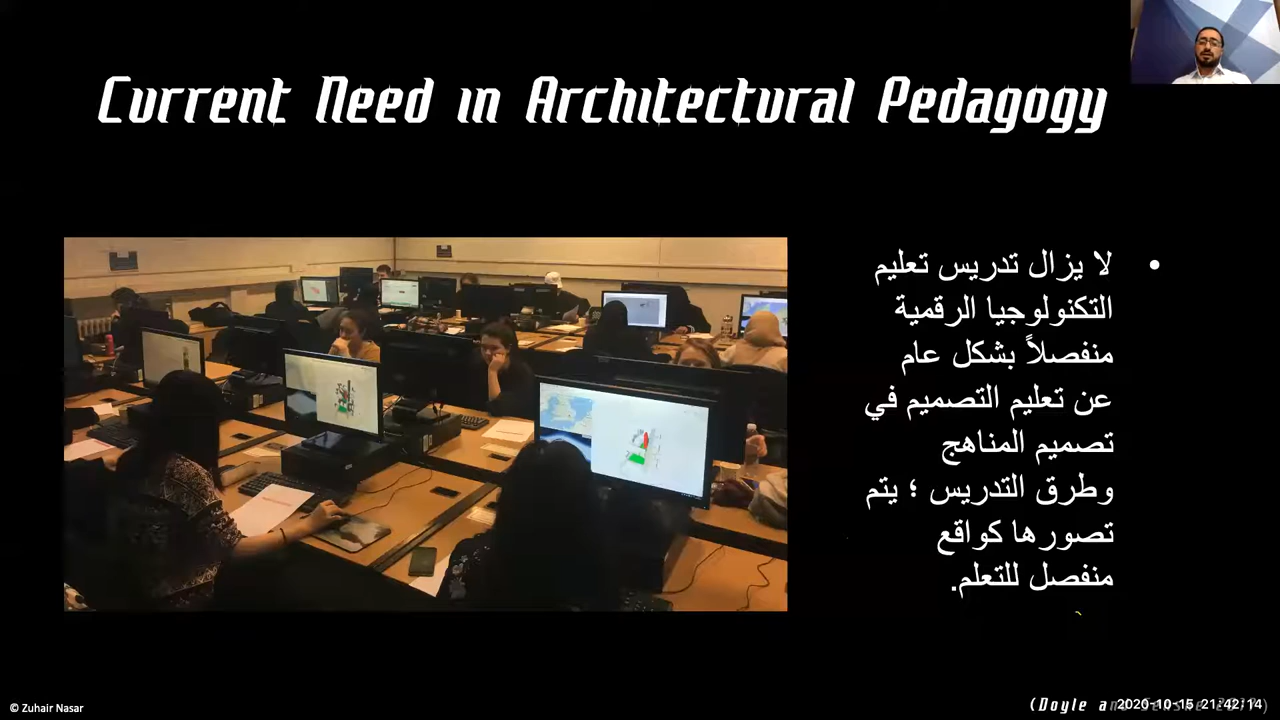 Current Need in Architectural Pedagogy
• لا يزال تدريس تعليم
التكنولوجيا الرقمية
منفصلاً بشكل عام
عن تعليم التصميم في
تصميم المناهج
وطرق التدريس ؛ يتم
تصورها كواقع
منفصل للتعلم.
© Zuhair Nasar
(Doyle
2020-10-15 21:42:14